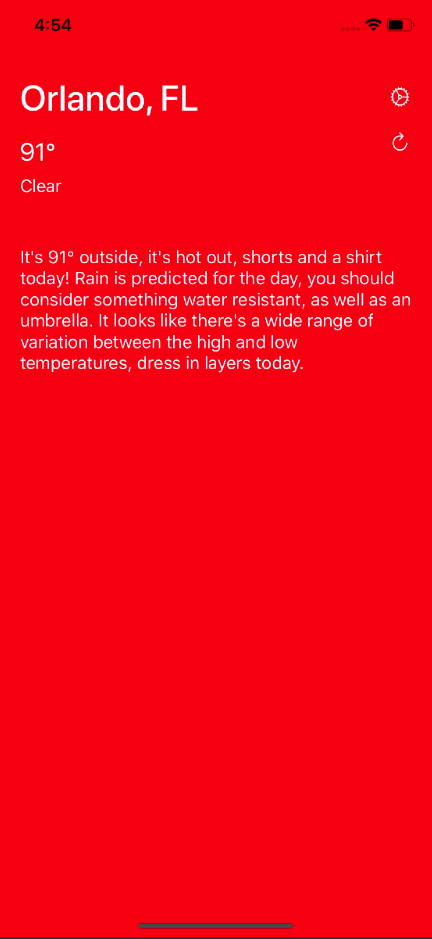 4:54
Orlando, FL
91°
Clear
It's 91° outside, it's hot out, shorts and a shirt
today! Rain is predicted for the day, you should
consider something water resistant, as well as an
umbrella. It looks like there's a wide range of
variation between the high and low
temperatures, dress in layers today.